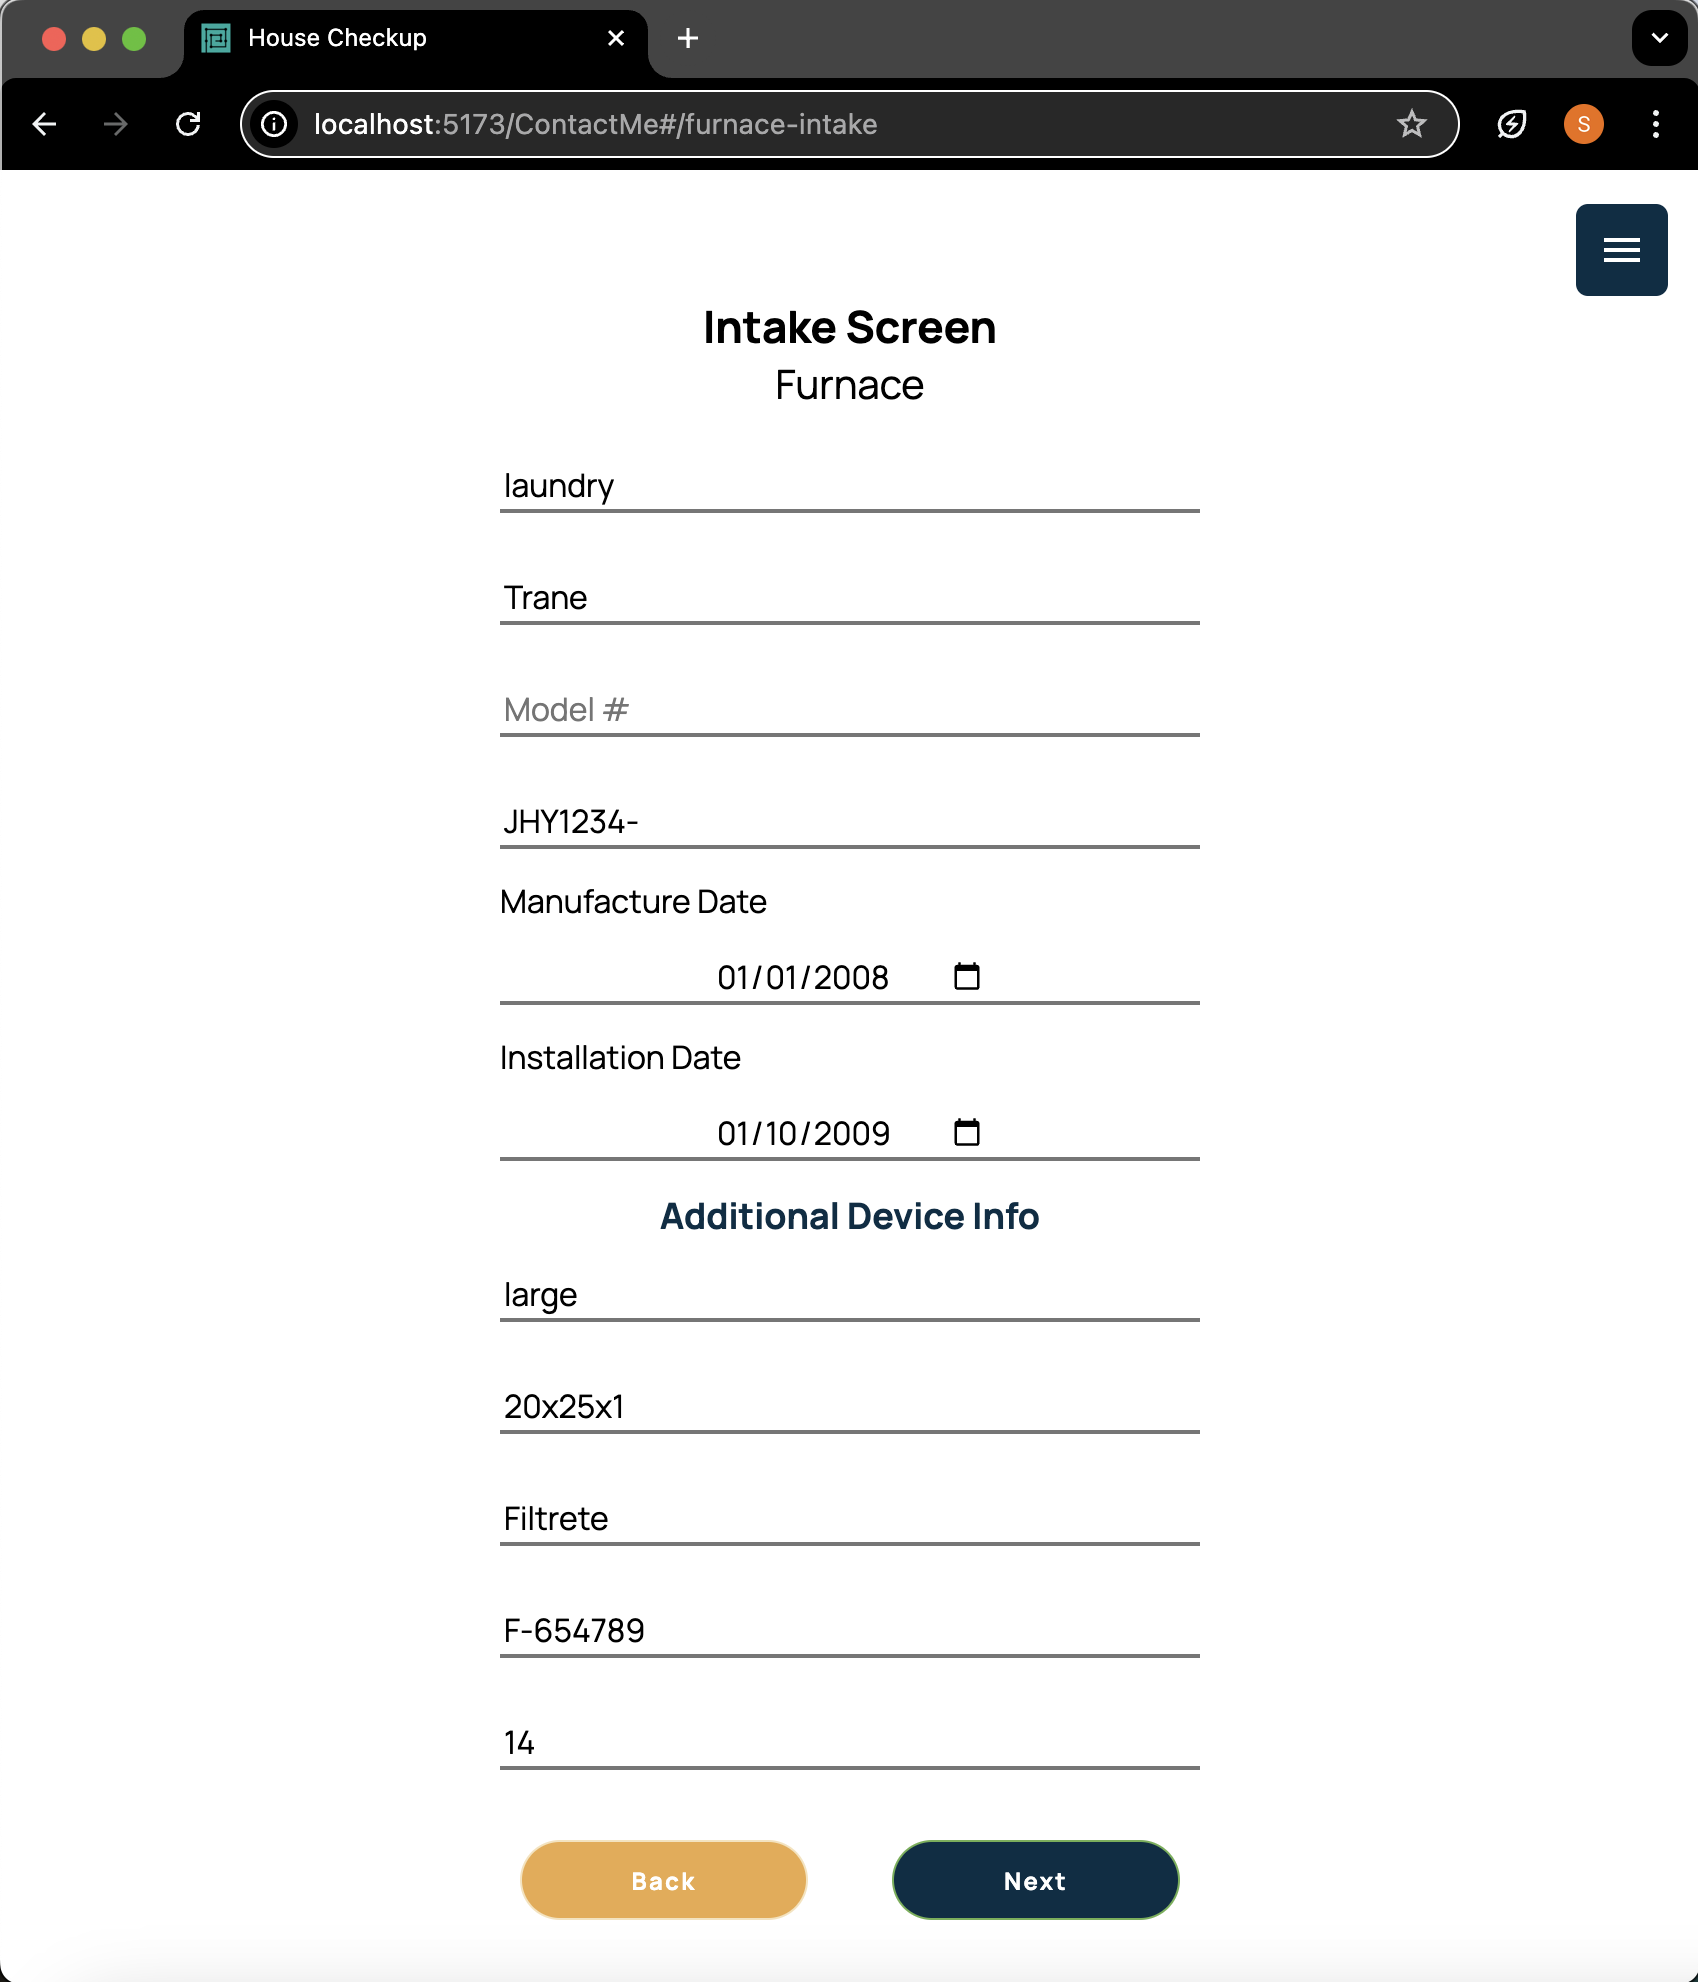 House Checkup
localhost:5173/ContactMe#/furnace-intake
S
Intake Screen
Furnace
laundry
Trane
Model #
JHY1234-
Manufacture Date
01/01/2008
Installation Date
01/10/2009
Additional Device Info
large
20x25x1
Filtrete
F-654789
14
Back Next